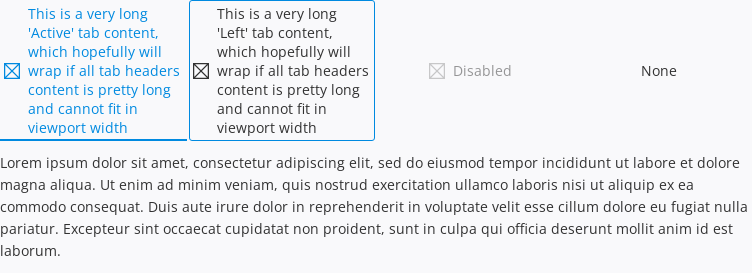 This is a very long
'Active' tab content,
which hopefully will
wrap if all tab headers
content is pretty long
and cannot fit in
viewport width
This is a very long
'Left' tab content,
which hopefully will
wrap if all tab headers
content is pretty long
and cannot fit in
viewport width
Disabled
None
Lorem ipsum dolor sit amet, consectetur adipiscing elit, sed do eiusmod tempor incididunt ut labore et dolore
magna aliqua. Ut enim ad minim veniam, quis nostrud exercitation ullamco laboris nisi ut aliquip ex ea
commodo consequat. Duis aute irure dolor in reprehenderit in voluptate velit esse cillum dolore eu fugiat nulla
pariatur. Excepteur sint occaecat cupidatat non proident, sunt in culpa qui officia deserunt mollit anim id est
laborum.